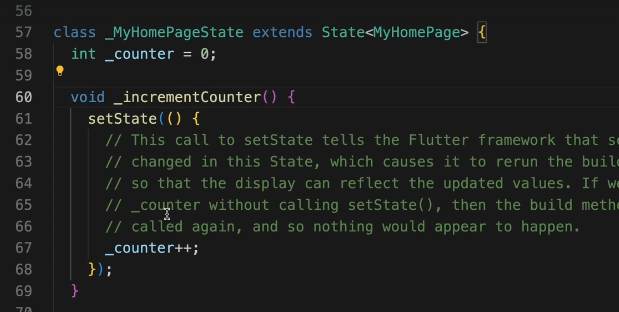 56
57 class _MyHomePageState extends State<MyHomePage> {
58 int _counter = 0;
59
60 void _incrementCounter() {
61 setState(() {
62 // This call to setState tells the Flutter framework that
63 // changed in this State, which causes it to rerun the
64 // so that the display can reflect the updated values. If
65 // _counter without calling setState(), then the build
66 // called again, and so nothing would appear to happen.
67 _counter++;
68 });
69 }